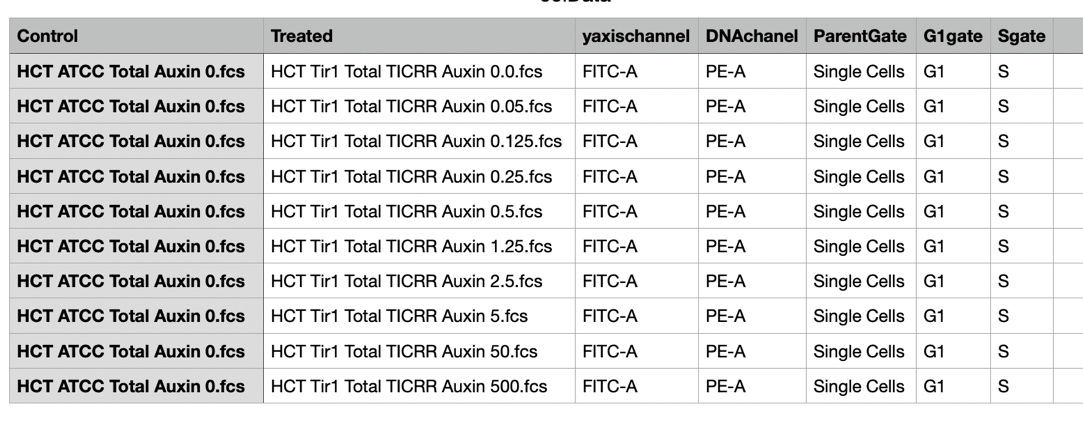 Control Treated yaxischannel DNAchanel ParentGate G1gate Sgate
HCT ATCC Total Auxin 0.fcs HCT Tir1 Total TICRR Auxin 0.0.fcs FITC-A PE-A Single Cells G1 S
HCT ATCC Total Auxin 0.fcs HCT Tir1 Total TICRR Auxin 0.05.fcs FITC-A PE-A Single Cells G1 S
HCT ATCC Total Auxin 0.fcs HCT Tir1 Total TICRR Auxin 0.125.fcs FITC-A PE-A Single Cells G1 S
HCT ATCC Total Auxin 0.fcs HCT Tir1 Total TICRR Auxin 0.25.fcs FITC-A PE-A Single Cells G1 S
HCT ATCC Total Auxin 0.fcs HCT Tir1 Total TICRR Auxin 0.5.fcs FITC-A PE-A Single Cells G1 S
HCT ATCC Total Auxin 0.fcs HCT Tir1 Total TICRR Auxin 1.25.fcs FITC-A PE-A Single Cells G1 S
HCT ATCC Total Auxin 0.fcs HCT Tir1 Total TICRR Auxin 2.5.fcs FITC-A PE-A Single Cells G1 S
HCT ATCC Total Auxin 0.fcs HCT Tir1 Total TICRR Auxin 5.fcs FITC-A PE-A Single Cells G1 S
HCT ATCC Total Auxin 0.fcs HCT Tir1 Total TICRR Auxin 50.fcs FITC-A PE-A Single Cells G1 S
HCT ATCC Total Auxin 0.fcs HCT Tir1 Total TICRR Auxin 500.fcs FITC-A PE-A Single Cells G1 S